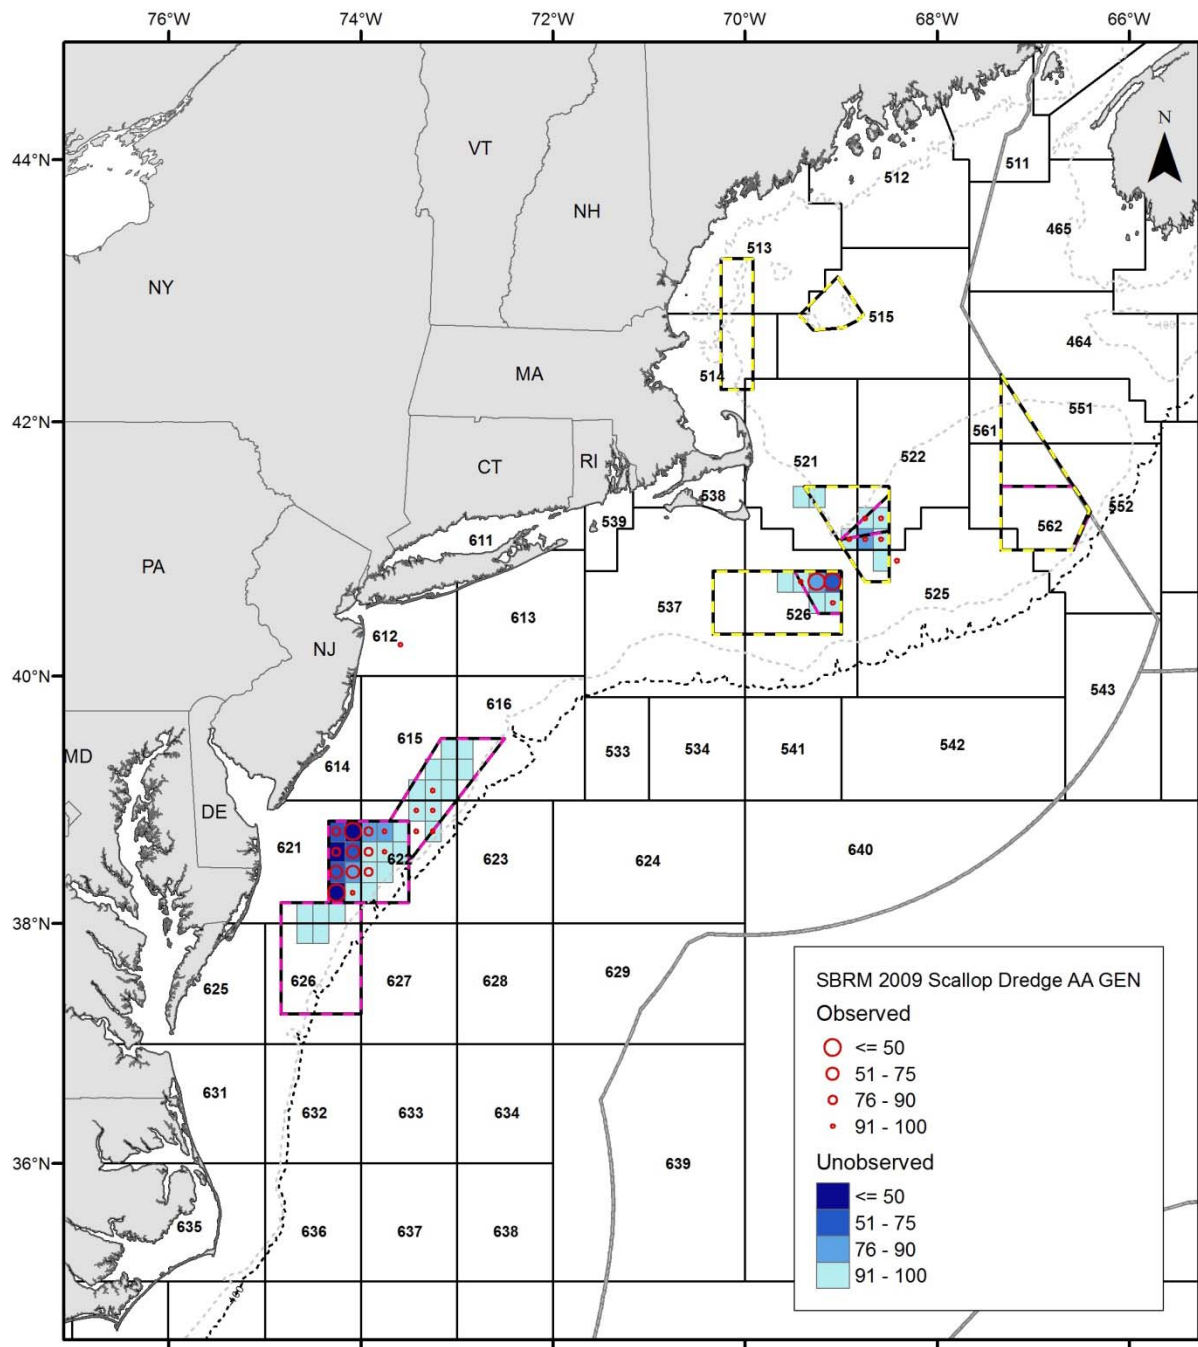 76°W 74°W 72°W 70°W 68°W 66°W
N
44°N
VT
511
512
NH
465
513
NY
515
464
514
MA
551
42°N
561
521 522
CT RI
538
552
562
539
611
PA
525
613 537
526
612
NJ
40°N
543
616
615
542
MD
533 534 541
614
DE
621 622 623 624 640
38°N
625 626 627 628 629
SBRM 2009 Scallop Dredge AA GEN
Observed
<= 50
51 - 75
76 - 90
91 - 100
Unobserved
<= 50
51 - 75
76 - 90
91 - 100
631
632 633 634
36°N
639
635
636 637 638